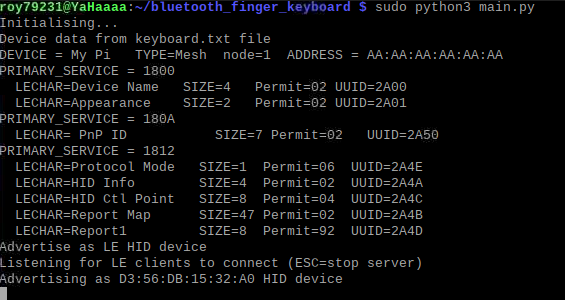 roy79231@YaHaaaa:~/bluetooth_finger_keyboard $ sudo python3 main.py
Initialising...
Device data from keyboard.txt file
DEVICE = My Pi   TYPE=Mesh  node=1  ADDRESS = AA:AA:AA:AA:AA:AA
PRIMARY_SERVICE = 1800
  LECHAR=Device Name   SIZE=4   Permit=02 UUID=2A00
  LECHAR=Appearance    SIZE=2   Permit=02 UUID=2A01
PRIMARY_SERVICE = 180A
  LECHAR= PnP ID           SIZE=7 Permit=02   UUID=2A50
PRIMARY_SERVICE = 1812
  LECHAR=Protocol Mode   SIZE=1  Permit=06  UUID=2A4E
  LECHAR=HID Info        SIZE=4  Permit=02  UUID=2A4A
  LECHAR=HID Ctl Point   SIZE=8  Permit=04  UUID=2A4C
  LECHAR=Report Map      SIZE=47 Permit=02  UUID=2A4B
  LECHAR=Report1         SIZE=8  Permit=92  UUID=2A4D
Advertise as LE HID device
Listening for LE clients to connect (ESC=stop server)
Advertising as D3:56:DB:15:32:A0 HID device